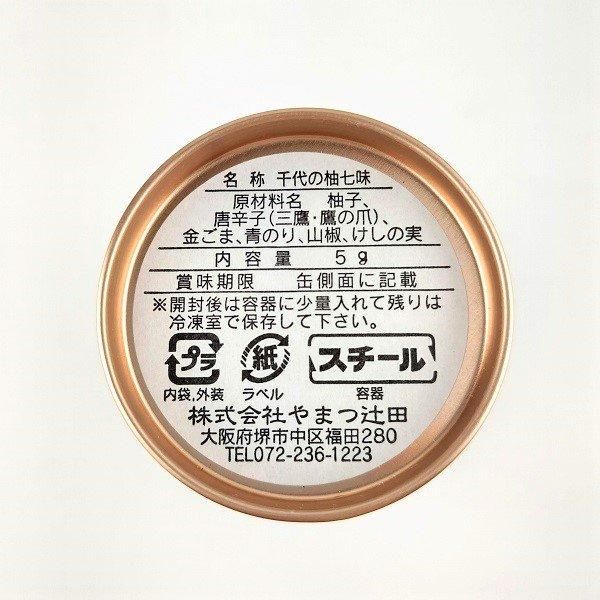 名 称 千代の柚七味
原材料名 柚子、
唐辛子(三鷹・鷹の爪)、
金ごま、青のり、山椒、けしの実
内 容 量 5g
賞味期限 缶側面に記載
※開封後は容器に少量入れて残りは
冷凍室で保存して下さい。
プラ 紙 スチール
内袋,外装 ラベル 容器
株式会社やまつ辻田
大阪府堺市中区福田280
TEL072-236-1223